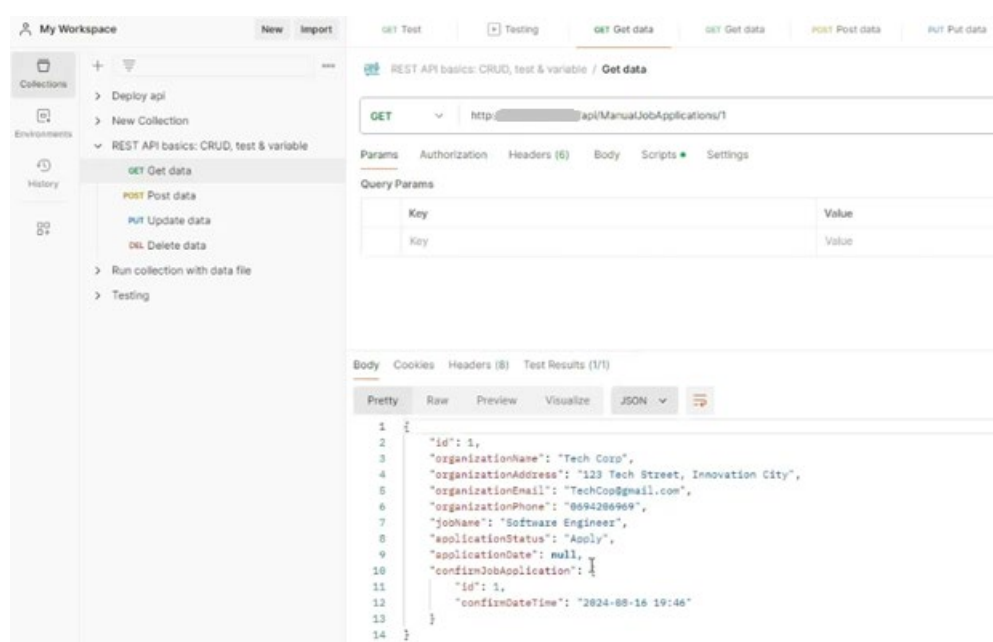 My Workspace
New Import
GET Test
Testing
GET Get data
GET Get data
POST Post data
PUT Put data
Collections
Environments
History
Deploy api
New Collection
REST API basics: CRUD, test & variable
GET Get data
POST Post data
PUT Update data
DEL Delete data
Run collection with data file
Testing
REST API basics: CRUD, test & variable / Get data
GET
http:
api/ManualJobApplications/1
Params Authorization Headers (6) Body Scripts Settings
Query Params
Key Value
Key Value
Body Cookies Headers (8) Test Results (1/1)
Pretty Raw Preview Visualize JSON
1 {
2 "id": 1,
3 "organizationName": "Tech Corp",
4 "organizationAddress": "123 Tech Street, Innovation City",
5 "organizationEmail": "TechCop@gmail.com",
6 "organizationPhone": "0694206969",
7 "jobName": "Software Engineer",
8 "applicationStatus": "Apply",
9 "applicationDate": null,
10 "confirmJobApplication": {
11 "id": 1,
12 "confirmDateTime": "2024-08-16 19:46"
13 }
14 }